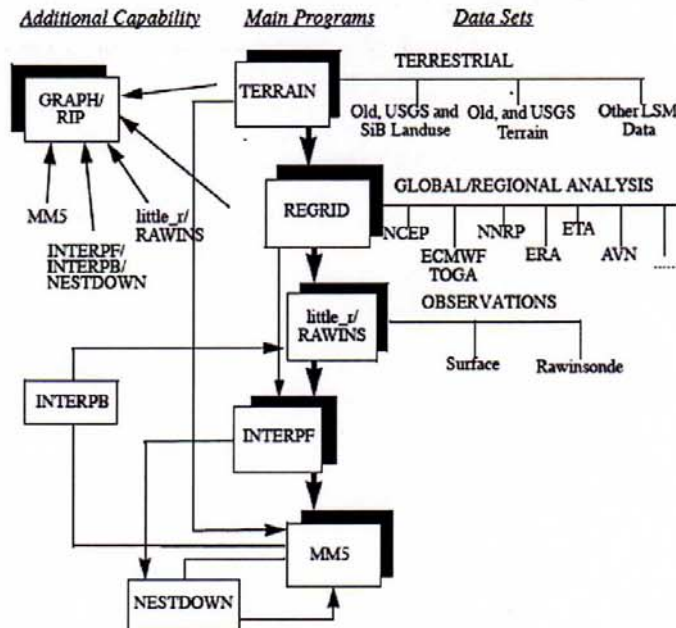 Additional Capability
Main Programs
Data Sets
GRAPH/
RIP
TERRAIN
TERRESTRIAL
Old, USGS and
SiB Landuse
Old, and USGS
Terrain
Other LSM
Data
MM5
INTERPF/
INTERPB/
NESTDOWN
little_r/
RAWINS
REGRID
GLOBAL/REGIONAL ANALYSIS
NCEP
ECMWF
TOGA
NNRP
ERA
ETA
AVN
......
little_r/
RAWINS
OBSERVATIONS
Surface
Rawinsonde
INTERPB
INTERPF
MM5
NESTDOWN